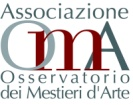 Associazione
OmA
Osservatorio
dei Mestieri d'Arte